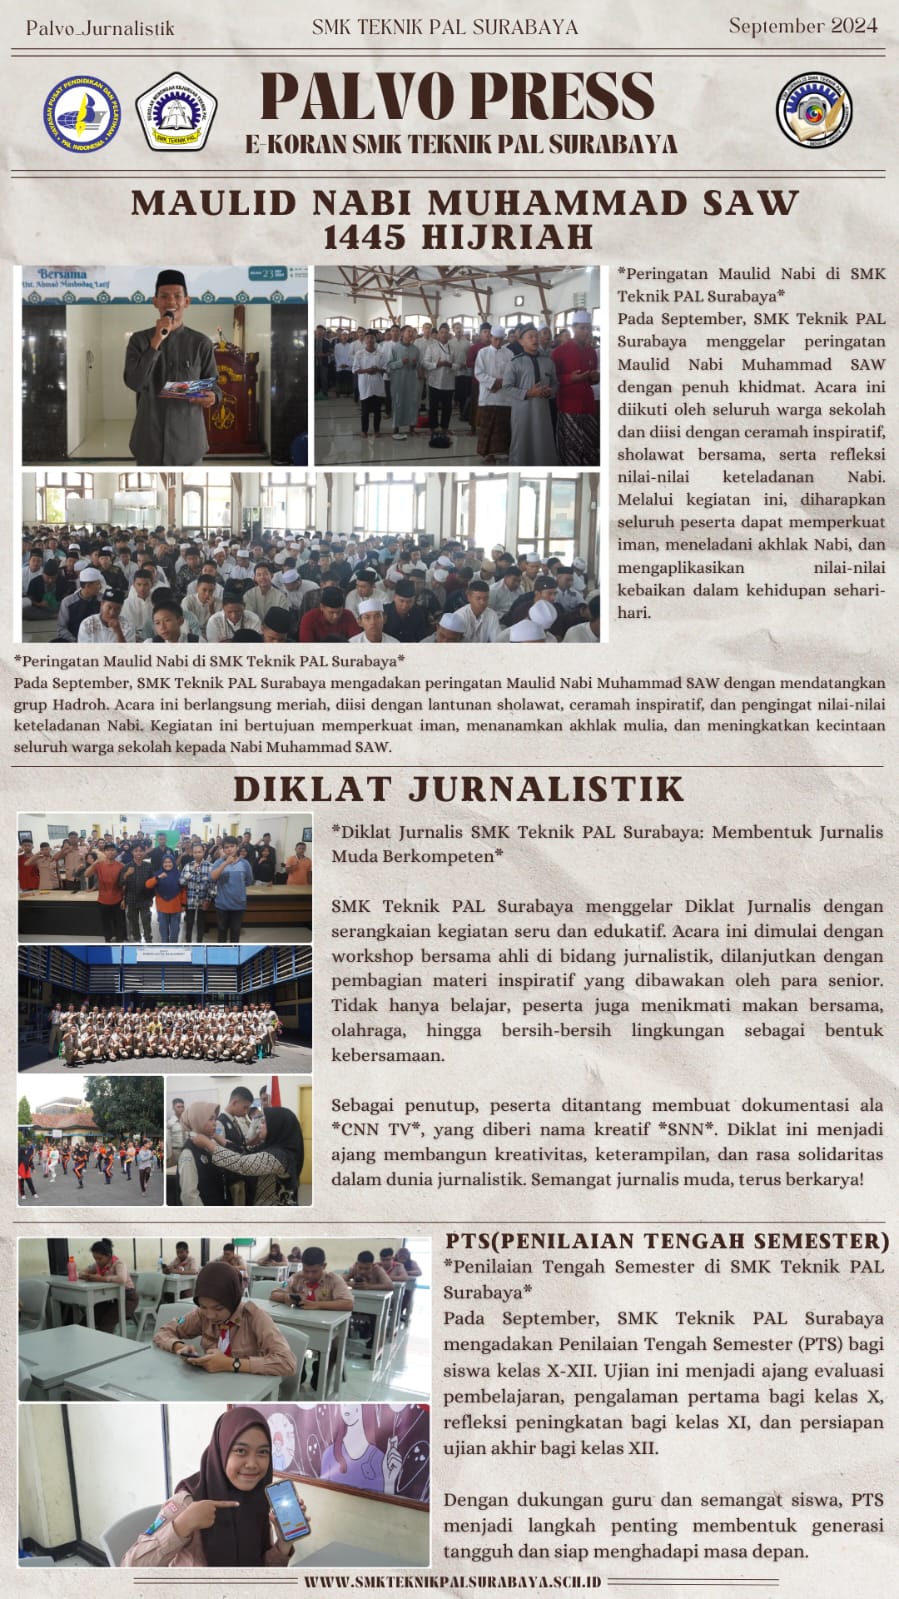 Palvo_Jurnalistik
SMK TEKNIK PAL SURABAYA
September 2024
YAYASAN PUSAT PENDIDIKAN DAN PELATIHAN
PAL INDONESIA
SMK TEKNIK PAL
PALVO PRESS
E-KORAN SMK TEKNIK PAL SURABAYA
MAULID NABI MUHAMMAD SAW
1445 HIJRIAH
Bersama
Ust. Ahmad Misbodaq Latif
23
*Peringatan Maulid Nabi di SMK
Teknik PAL Surabaya*
Pada September, SMK Teknik PAL
Surabaya menggelar peringatan
Maulid Nabi Muhammad SAW
dengan penuh khidmat. Acara ini
diikuti oleh seluruh warga sekolah
dan diisi dengan ceramah inspiratif,
sholawat bersama, serta refleksi
nilai-nilai keteladanan Nabi.
Melalui kegiatan ini, diharapkan
seluruh peserta dapat memperkuat
iman, meneladani akhlak Nabi, dan
mengaplikasikan nilai-nilai
kebaikan dalam kehidupan sehari-
hari.
*Peringatan Maulid Nabi di SMK Teknik PAL Surabaya*
Pada September, SMK Teknik PAL Surabaya mengadakan peringatan Maulid Nabi Muhammad SAW dengan mendatangkan
grup Hadroh. Acara ini berlangsung meriah, diisi dengan lantunan sholawat, ceramah inspiratif, dan pengingat nilai-nilai
keteladanan Nabi. Kegiatan ini bertujuan memperkuat iman, menanamkan akhlak mulia, dan meningkatkan kecintaan
seluruh warga sekolah kepada Nabi Muhammad SAW.
DIKLAT JURNALISTIK
*Diklat Jurnalis SMK Teknik PAL Surabaya: Membentuk Jurnalis
Muda Berkompeten*
SMK Teknik PAL Surabaya menggelar Diklat Jurnalis dengan
serangkaian kegiatan seru dan edukatif. Acara ini dimulai dengan
workshop bersama ahli di bidang jurnalistik, dilanjutkan dengan
pembagian materi inspiratif yang dibawakan oleh para senior.
Tidak hanya belajar, peserta juga menikmati makan bersama,
olahraga, hingga bersih-bersih lingkungan sebagai bentuk
kebersamaan.
Sebagai penutup, peserta ditantang membuat dokumentasi ala
*CNN TV*, yang diberi nama kreatif *SNN*. Diklat ini menjadi
ajang membangun kreativitas, keterampilan, dan rasa solidaritas
dalam dunia jurnalistik. Semangat jurnalis muda, terus berkarya!
PTS(PENILAIAN TENGAH SEMESTER)
*Penilaian Tengah Semester di SMK Teknik PAL
Surabaya*
Pada September, SMK Teknik PAL Surabaya
mengadakan Penilaian Tengah Semester (PTS) bagi
siswa kelas X-XII. Ujian ini menjadi ajang evaluasi
pembelajaran, pengalaman pertama bagi kelas X,
refleksi peningkatan bagi kelas XI, dan persiapan
ujian akhir bagi kelas XII.
Dengan dukungan guru dan semangat siswa, PTS
menjadi langkah penting membentuk generasi
tangguh dan siap menghadapi masa depan.
WWW.SMKTEKNIKPALSURABAYA.SCH.ID